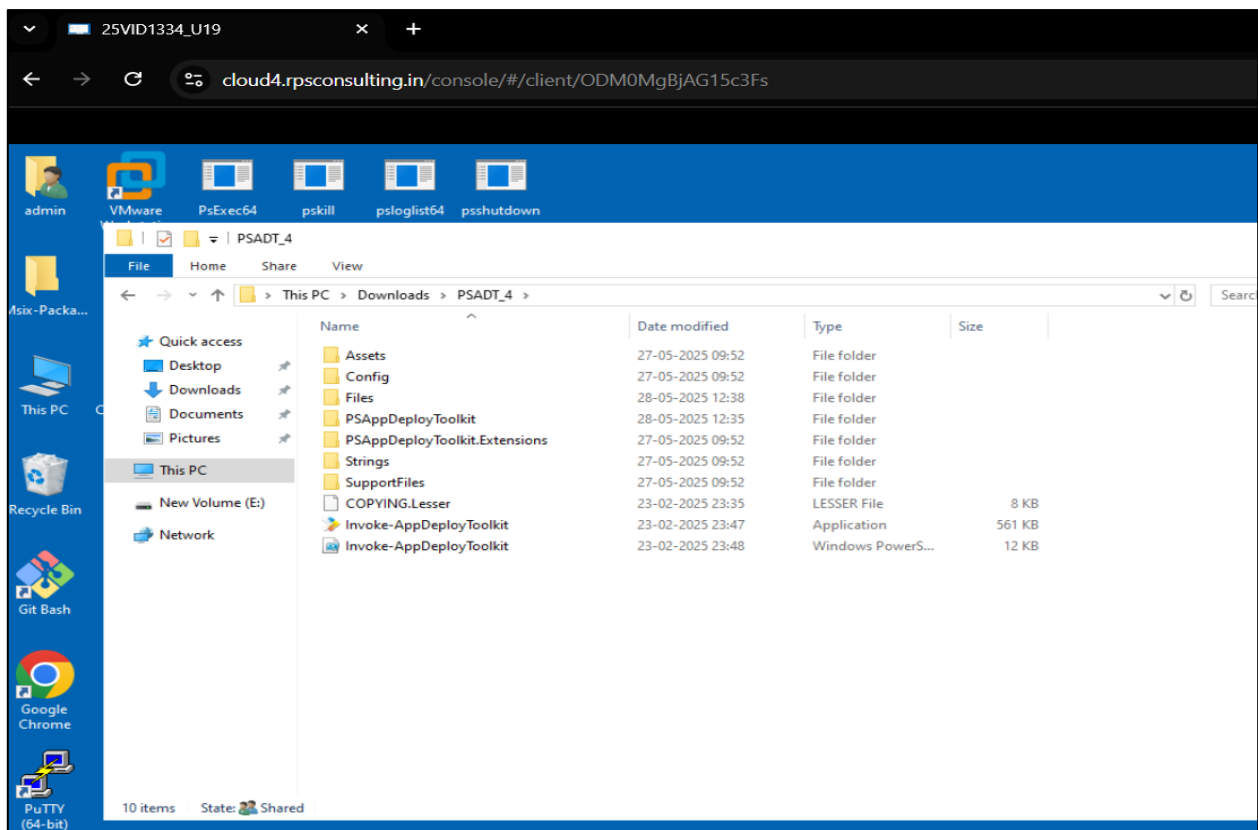 25VID1334_U19
cloud4.rpsconsulting.in/console/#/client/ODM0MgBjAG15c3Fs
admin
VMware
PsExec64
pskill
psloglist64
psshutdown
PSADT_4
File Home Share View
This PC > Downloads > PSADT_4 >
Searc
Msix-Packa...
Name Date modified Type Size
Quick access
Desktop
Downloads
Documents
Pictures
This PC
New Volume (E:)
Network
Assets 27-05-2025 09:52 File folder
Config 27-05-2025 09:52 File folder
Files 28-05-2025 12:38 File folder
PSAppDeployToolkit 28-05-2025 12:35 File folder
PSAppDeployToolkit.Extensions 27-05-2025 09:52 File folder
Strings 27-05-2025 09:52 File folder
SupportFiles 27-05-2025 09:52 File folder
COPYING.Lesser 23-02-2025 23:35 LESSER File 8 KB
Invoke-AppDeployToolkit 23-02-2025 23:47 Application 561 KB
Invoke-AppDeployToolkit 23-02-2025 23:48 Windows PowerS... 12 KB
This PC
C
Recycle Bin
Git Bash
Google
Chrome
PuTTY
(64-bit)
10 items State: Shared